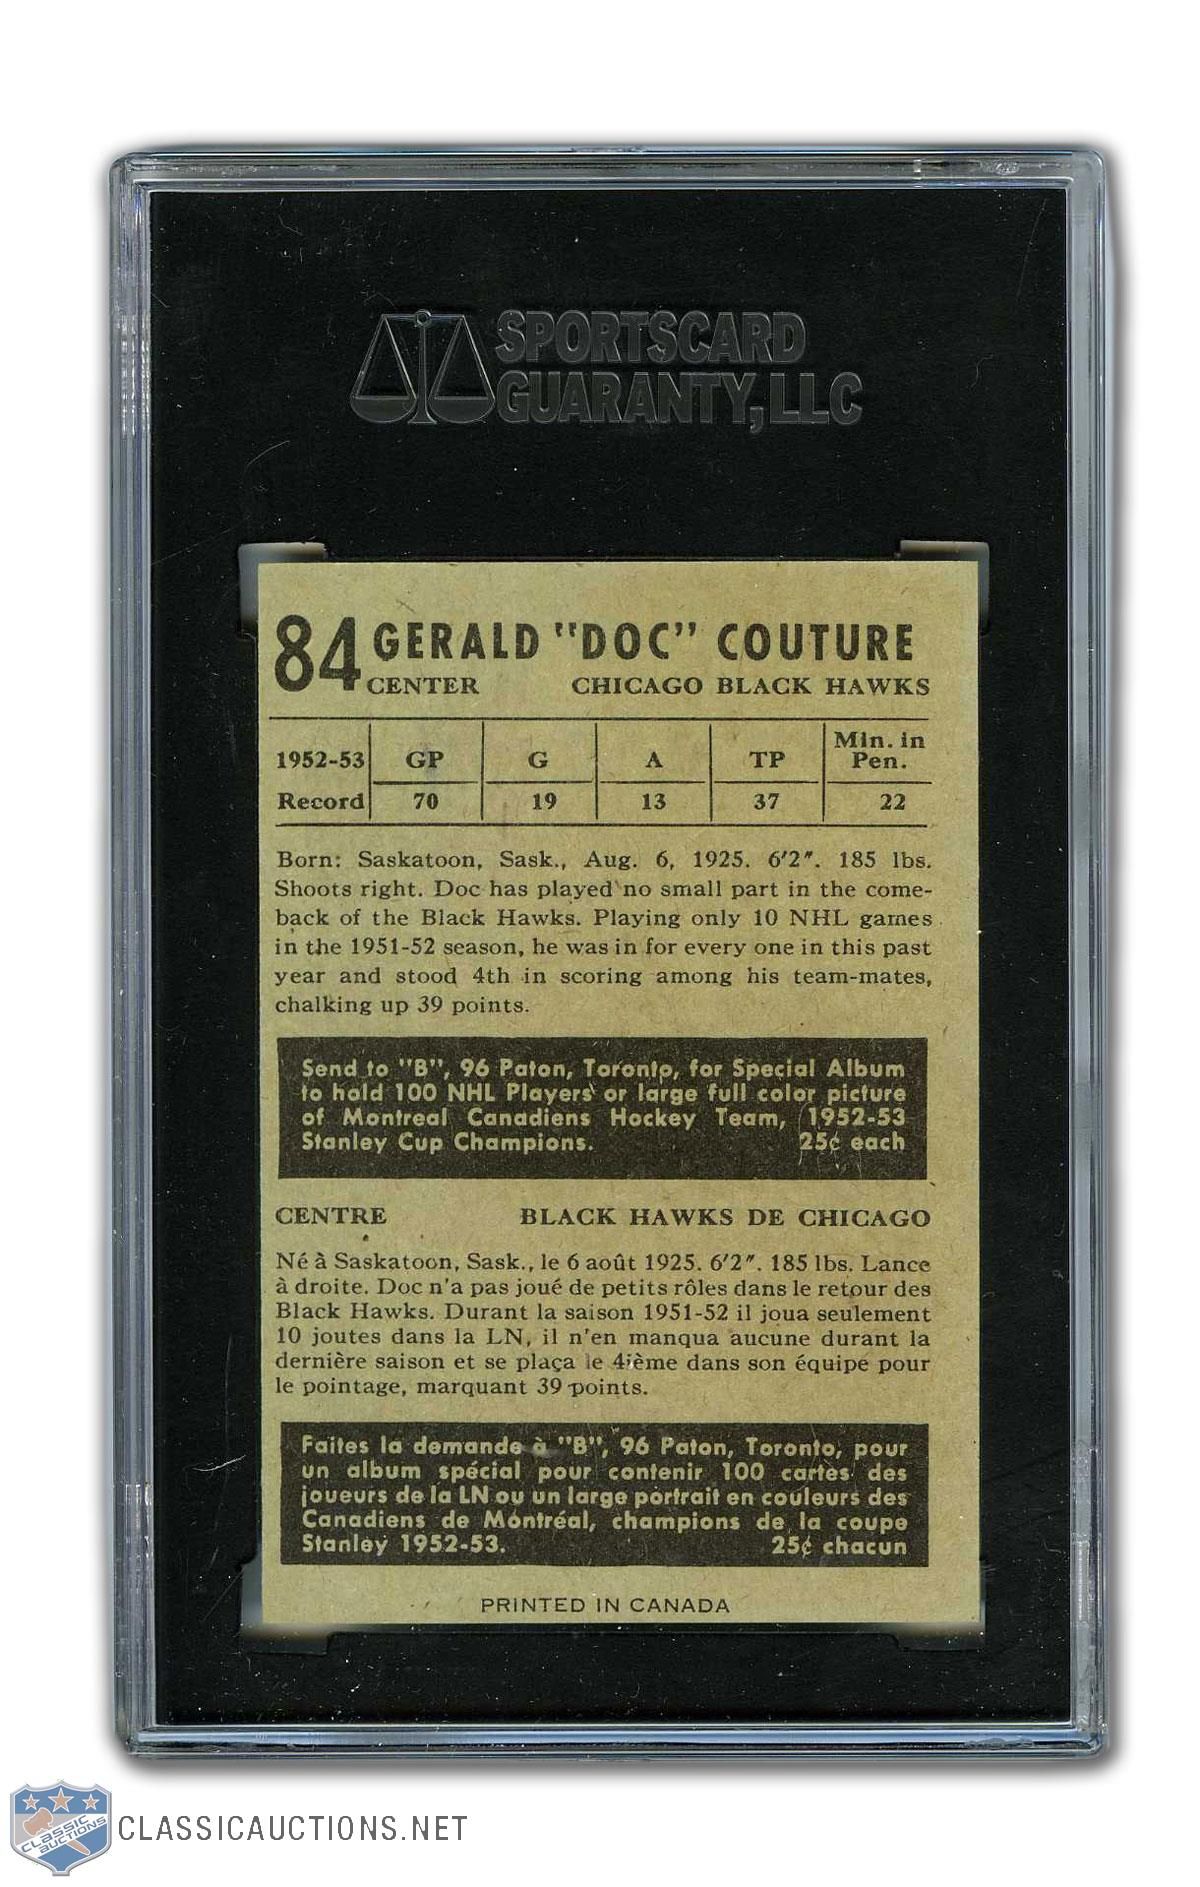 SPORTSCARD
GUARANTY, LLC
84 GERALD "DOC" COUTURE
CENTER CHICAGO BLACK HAWKS
1952-53 GP G A TP Min. in Pen.
Record 70 19 13 37 22
Born: Saskatoon, Sask., Aug. 6, 1925. 6'2". 185 lbs.
Shoots right. Doc has played no small part in the come-
back of the Black Hawks. Playing only 10 NHL games
in the 1951-52 season, he was in for every one in this past
year and stood 4th in scoring among his team-mates,
chalking up 39 points.
Send to "B", 96 Paton, Toronto, for Special Album
to hold 100 NHL Players or large full color picture
of Montreal Canadiens Hockey Team, 1952-53
Stanley Cup Champions. 25¢ each
CENTRE BLACK HAWKS DE CHICAGO
Né à Saskatoon, Sask., le 6 août 1925. 6'2". 185 lbs. Lance
à droite. Doc n'a pas joué de petits rôles dans le retour des
Black Hawks. Durant la saison 1951-52 il joua seulement
10 joutes dans la LN, il n'en manqua aucune durant la
dernière saison et se plaça le 4ième dans son équipe pour
le pointage, marquant 39 points.
Faites la demande à "B", 96 Paton, Toronto, pour
un album spécial pour contenir 100 cartes des
joueurs de la LN ou un large portrait en couleurs des
Canadiens de Montréal, champions de la coupe
Stanley 1952-53. 25¢ chacun
PRINTED IN CANADA
CLASSIC
AUCTIONS
CLASSICAUCTIONS.NET